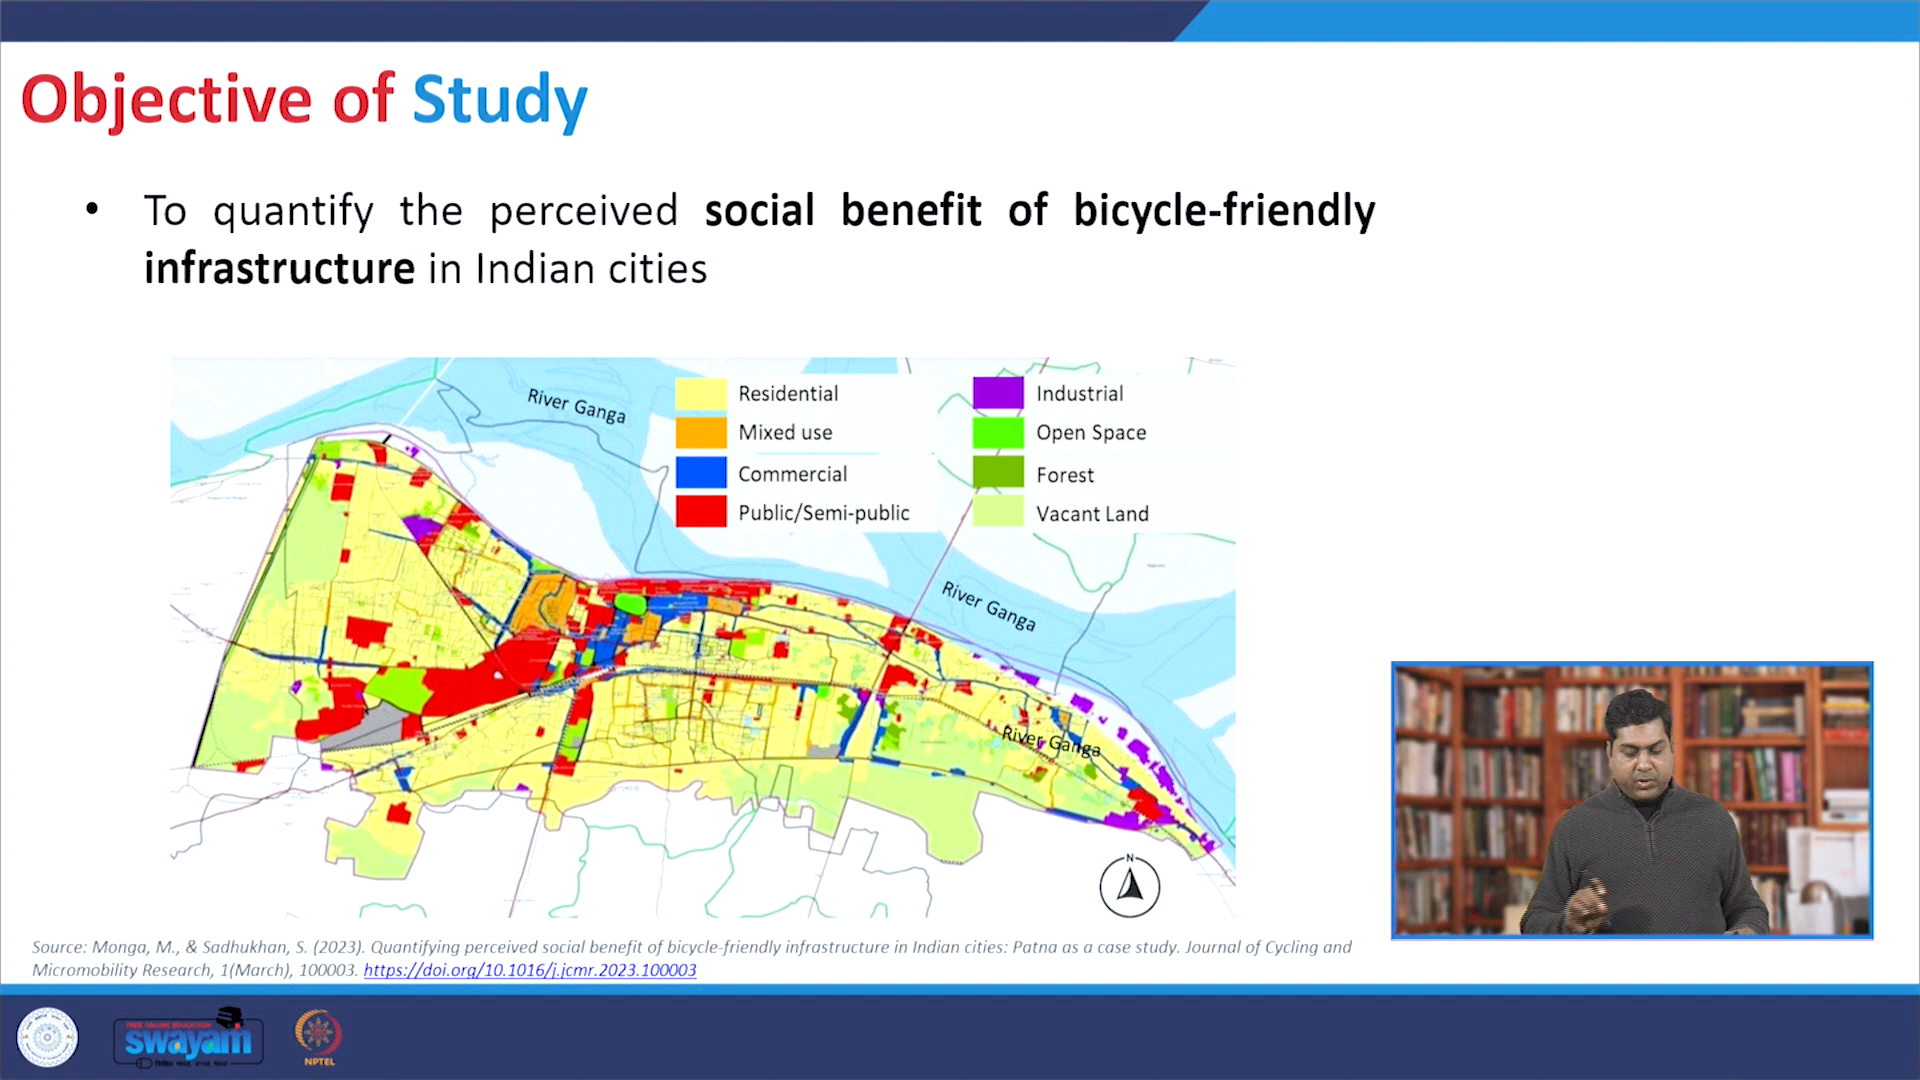 Objective of Study
• To quantify the perceived social benefit of bicycle-friendly
infrastructure in Indian cities
River Ganga
Residential
Mixed use
Commercial
Public/Semi-public
Industrial
Open Space
Forest
Vacant Land
River Ganga
River Ganga
N
Source: Monga, M., & Sadhukhan, S. (2023). Quantifying perceived social benefit of bicycle-friendly infrastructure in Indian cities: Patna as a case study. Journal of Cycling and
Micromobility Research, 1(March), 100003. https://doi.org/10.1016/j.jcmr.2023.100003
FREE ONLINE EDUCATION
swayam
NPTEL